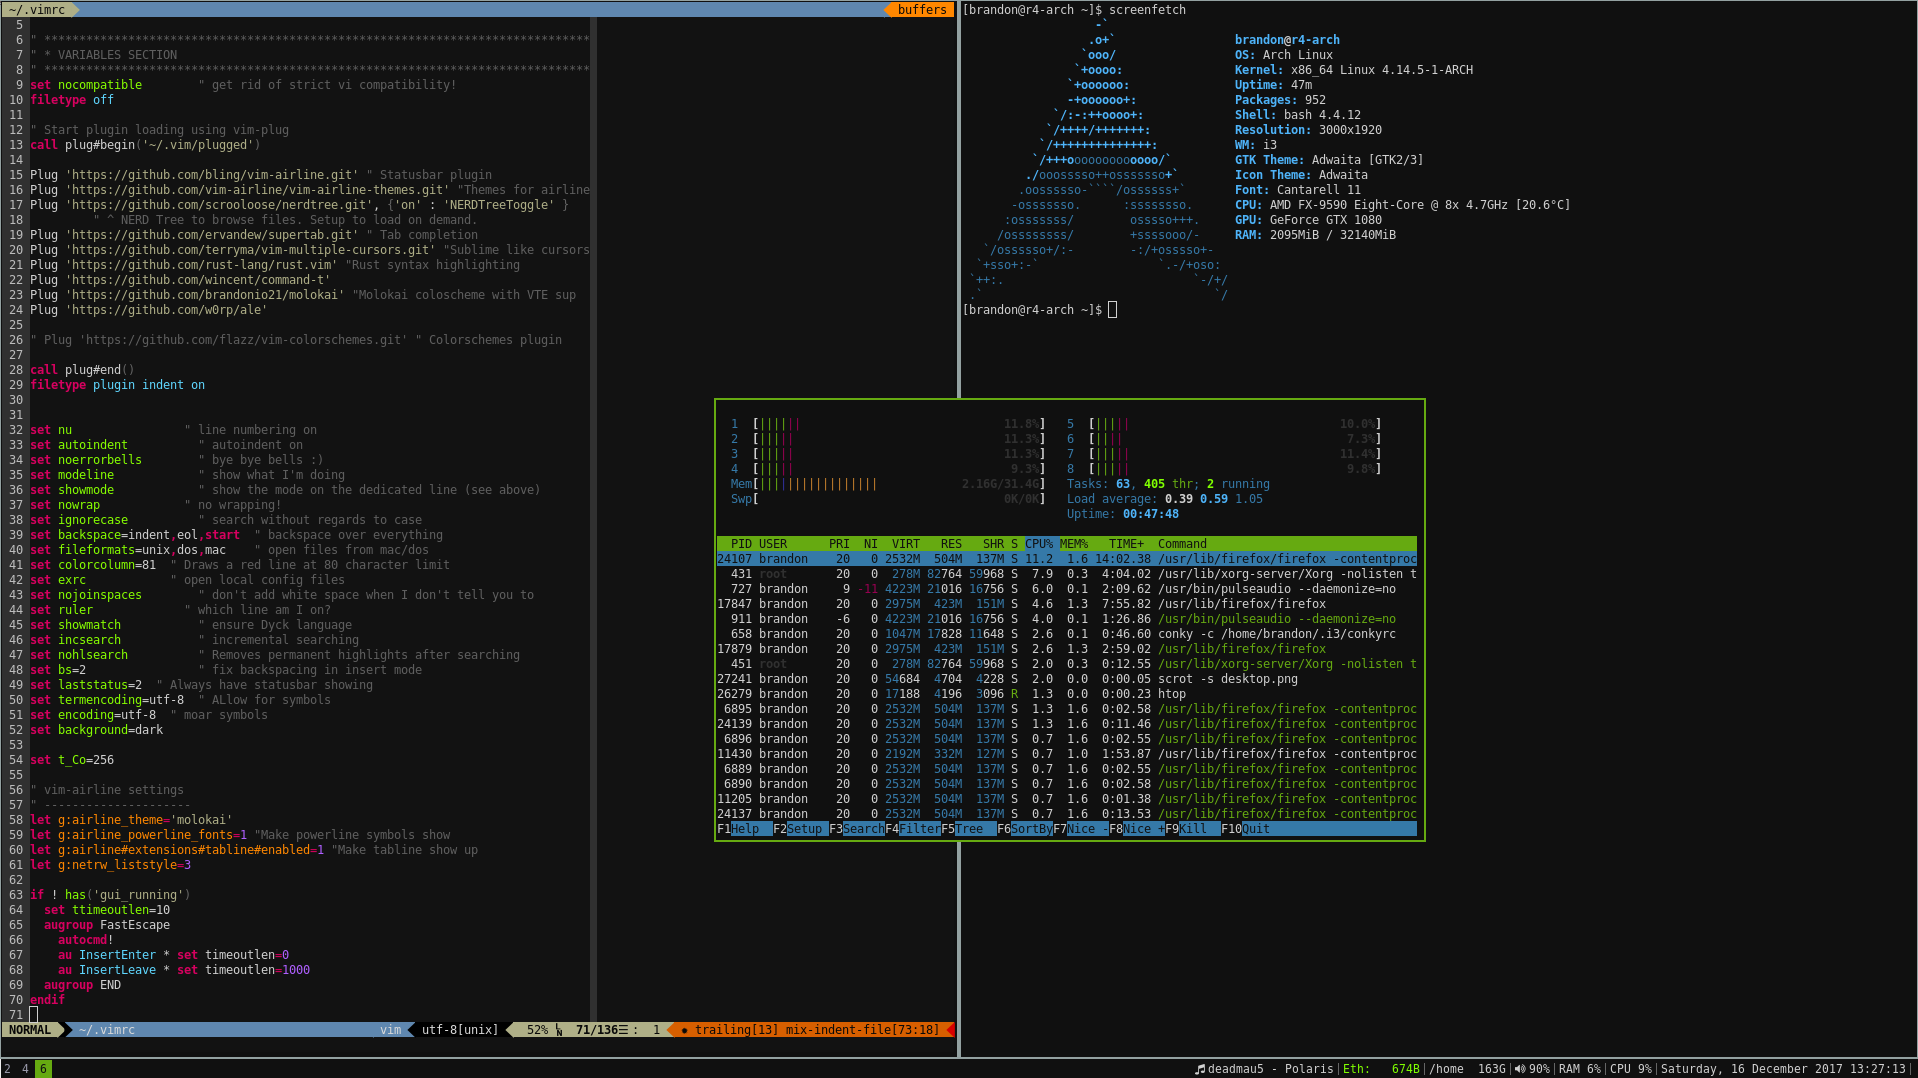 ~/.vimrc buffers
5
6 " ******************************************************************************
7 " * VARIABLES SECTION
8 " ******************************************************************************
9 set nocompatible " get rid of strict vi compatibility!
10 filetype off
11
12 " Start plugin loading using vim-plug
13 call plug#begin('~/.vim/plugged')
14
15 Plug 'https://github.com/bling/vim-airline.git' " Statusbar plugin
16 Plug 'https://github.com/vim-airline/vim-airline-themes.git' "Themes for airline
17 Plug 'https://github.com/scrooloose/nerdtree.git', {'on' : 'NERDTreeToggle' }
18 " ^ NERD Tree to browse files. Setup to load on demand.
19 Plug 'https://github.com/ervandew/supertab.git' " Tab completion
20 Plug 'https://github.com/terryma/vim-multiple-cursors.git' "Sublime like cursors
21 Plug 'https://github.com/rust-lang/rust.vim' "Rust syntax highlighting
22 Plug 'https://github.com/wincent/command-t'
23 Plug 'https://github.com/brandonio21/molokai' "Molokai coloscheme with VTE sup
24 Plug 'https://github.com/w0rp/ale'
25
26 " Plug 'https://github.com/flazz/vim-colorschemes.git' " Colorschemes plugin
27
28 call plug#end()
29 filetype plugin indent on
30
31
32 set nu " line numbering on
33 set autoindent " autoindent on
34 set noerrorbells " bye bye bells :)
35 set modeline " show what I'm doing
36 set showmode " show the mode on the dedicated line (see above)
37 set nowrap " no wrapping!
38 set ignorecase " search without regards to case
39 set backspace=indent,eol,start " backspace over everything
40 set fileformats=unix,dos,mac " open files from mac/dos
41 set colorcolumn=81 " Draws a red line at 80 character limit
42 set exrc " open local config files
43 set nojoinspaces " don't add white space when I don't tell you to
44 set ruler " which line am I on?
45 set showmatch " ensure Dyck language
46 set incsearch " incremental searching
47 set nohlsearch " Removes permanent highlights after searching
48 set bs=2 " fix backspacing in insert mode
49 set laststatus=2 " Always have statusbar showing
50 set termencoding=utf-8 " ALlow for symbols
51 set encoding=utf-8 " moar symbols
52 set background=dark
53
54 set t_Co=256
55
56 " vim-airline settings
57 " ---------------------
58 let g:airline_theme='molokai'
59 let g:airline_powerline_fonts=1 "Make powerline symbols show
60 let g:airline#extensions#tabline#enabled=1 "Make tabline show up
61 let g:netrw_liststyle=3
62
63 if ! has('gui_running')
64 set ttimeoutlen=10
65 augroup FastEscape
66 autocmd!
67 au InsertEnter * set timeoutlen=0
68 au InsertLeave * set timeoutlen=1000
69 augroup END
70 endif
71
NORMAL ~/.vimrc vim utf-8[unix] 52% 71/136☰ : 1 trailing[13] mix-indent-file[73:18]
[brandon@r4-arch ~]$ screenfetch
-`
.o+`
`ooo/
`+oooo:
`+oooooo:
-+oooooo+:
`/:-:++oooo+:
`/++++/+++++++:
`/++++++++++++++:
`/+++ooooooooooooo/`
./ooosssso++osssssso+`
.oossssso-````/ossssss+`
-osssssso. :ssssssso.
:osssssss/ osssso+++.
/ossssssss/ +ssssooo/-
`/ossssso+/:- -:/+osssso+-
`+sso+:-` `.-/+oso:
`++:. `-/+/
.` `/
brandon@r4-arch
OS: Arch Linux
Kernel: x86_64 Linux 4.14.5-1-ARCH
Uptime: 47m
Packages: 952
Shell: bash 4.4.12
Resolution: 3000x1920
WM: i3
GTK Theme: Adwaita [GTK2/3]
Icon Theme: Adwaita
Font: Cantarell 11
CPU: AMD FX-9590 Eight-Core @ 8x 4.7GHz [20.6°C]
GPU: GeForce GTX 1080
RAM: 2095MiB / 32140MiB
[brandon@r4-arch ~]$
1 [|||||| 11.8%] 5 [||||| 10.0%]
2 [||||| 11.3%] 6 [|||| 7.3%]
3 [||||| 11.3%] 7 [||||| 11.4%]
4 [||||| 9.3%] 8 [||||| 9.8%]
Mem[||||||||||||||||| 2.16G/31.4G] Tasks: 63, 405 thr; 2 running
Swp[ 0K/0K] Load average: 0.39 0.59 1.05
Uptime: 00:47:48
PID USER PRI NI VIRT RES SHR S CPU% MEM% TIME+ Command
24107 brandon 20 0 2532M 504M 137M S 11.2 1.6 14:02.38 /usr/lib/firefox/firefox -contentproc
431 root 20 0 278M 82764 59968 S 7.9 0.3 4:04.02 /usr/lib/xorg-server/Xorg -nolisten t
727 brandon 9 -11 4223M 21016 16756 S 6.0 0.1 2:09.62 /usr/bin/pulseaudio --daemonize=no
17847 brandon 20 0 2975M 423M 151M S 4.6 1.3 7:55.82 /usr/lib/firefox/firefox
911 brandon -6 0 4223M 21016 16756 S 4.0 0.1 1:26.86 /usr/bin/pulseaudio --daemonize=no
658 brandon 20 0 1047M 17828 11648 S 2.6 0.1 0:46.60 conky -c /home/brandon/.i3/conkyrc
17879 brandon 20 0 2975M 423M 151M S 2.6 1.3 2:59.02 /usr/lib/firefox/firefox
451 root 20 0 278M 82764 59968 S 2.0 0.3 0:12.55 /usr/lib/xorg-server/Xorg -nolisten t
27241 brandon 20 0 54684 4704 4228 S 2.0 0.0 0:00.05 scrot -s desktop.png
26279 brandon 20 0 17188 4196 3096 R 1.3 0.0 0:00.23 htop
6895 brandon 20 0 2532M 504M 137M S 1.3 1.6 0:02.58 /usr/lib/firefox/firefox -contentproc
24139 brandon 20 0 2532M 504M 137M S 1.3 1.6 0:11.46 /usr/lib/firefox/firefox -contentproc
6896 brandon 20 0 2532M 504M 137M S 0.7 1.6 0:02.55 /usr/lib/firefox/firefox -contentproc
11430 brandon 20 0 2192M 332M 127M S 0.7 1.0 1:53.87 /usr/lib/firefox/firefox -contentproc
6889 brandon 20 0 2532M 504M 137M S 0.7 1.6 0:02.55 /usr/lib/firefox/firefox -contentproc
6890 brandon 20 0 2532M 504M 137M S 0.7 1.6 0:02.58 /usr/lib/firefox/firefox -contentproc
11205 brandon 20 0 2532M 504M 137M S 0.7 1.6 0:01.38 /usr/lib/firefox/firefox -contentproc
24137 brandon 20 0 2532M 504M 137M S 0.7 1.6 0:13.53 /usr/lib/firefox/firefox -contentproc
F1Help F2Setup F3SearchF4FilterF5Tree F6SortByF7Nice -F8Nice +F9Kill F10Quit
2 4 6 deadmau5 - Polaris|Eth: 674B|/home 163G|90%|RAM 6%|CPU 9%|Saturday, 16 December 2017 13:27:13|